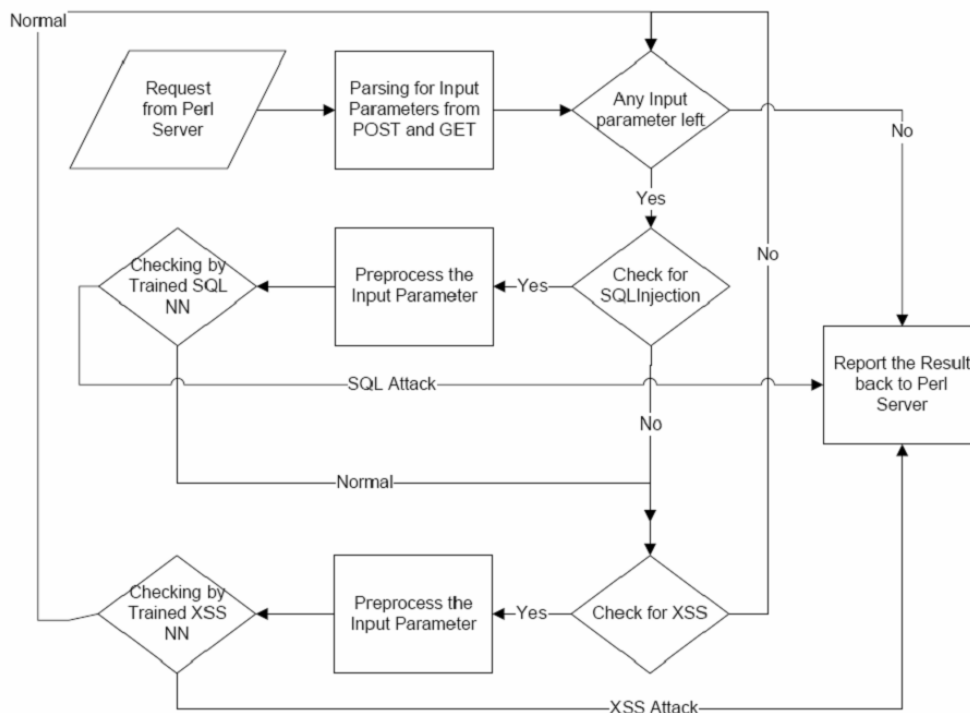 Normal
Request
from Perl
Server
Parsing for Input
Parameters from
POST and GET
Any Input
parameter left
No
Yes
Checking by
Trained SQL
NN
Preprocess the
Input Parameter
Yes
Check for
SQLInjection
No
SQL Attack
Report the Result
back to Perl
Server
No
Normal
Checking by
Trained XSS
NN
Preprocess the
Input Parameter
Yes
Check for XSS
XSS Attack